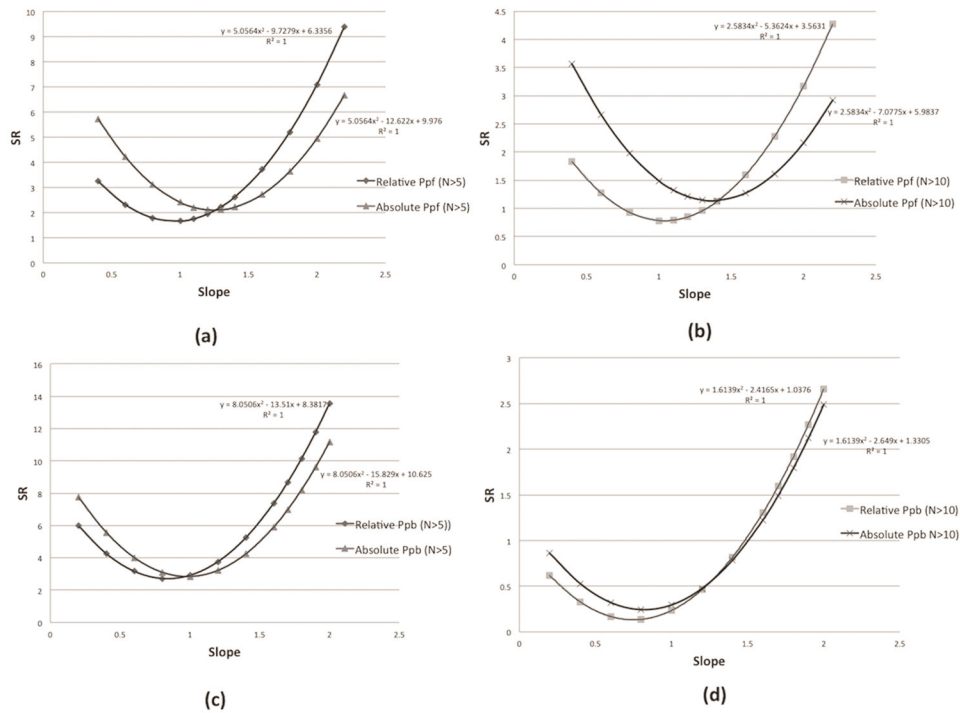 10
9
8
7
6
5
4
3
2
1
0
SR
y = 5.0564x² - 9.7279x + 6.3356
R² = 1
y = 5.0564x² - 12.622x + 9.976
R² = 1
Relative Ppf (N>5)
Absolute Ppf (N>5)
0 0.5 1 1.5 2 2.5
Slope
(a)
4.5
4
3.5
3
2.5
2
1.5
1
0.5
0
SR
y = 2.5834x² - 5.3624x + 3.5631
R² = 1
y = 2.5834x² - 7.0775x + 5.9837
R² = 1
Relative Ppf (N>10)
Absolute Ppf (N>10)
0 0.5 1 1.5 2 2.5
Slope
(b)
16
14
12
10
8
6
4
2
0
SR
y = 8.0506x² - 13.51x + 8.3817
R² = 1
y = 8.0506x² - 15.829x + 10.625
R² = 1
Relative Ppb (N>5))
Absolute Ppb (N>5)
0 0.5 1 1.5 2 2.5
Slope
(c)
3
2.5
2
1.5
1
0.5
0
SR
y = 1.6139x² - 2.4165x + 1.0376
R² = 1
y = 1.6139x² - 2.649x + 1.3305
R² = 1
Relative Ppb (N>10)
Absolute Ppb N>10)
0 0.5 1 1.5 2 2.5
Slope
(d)